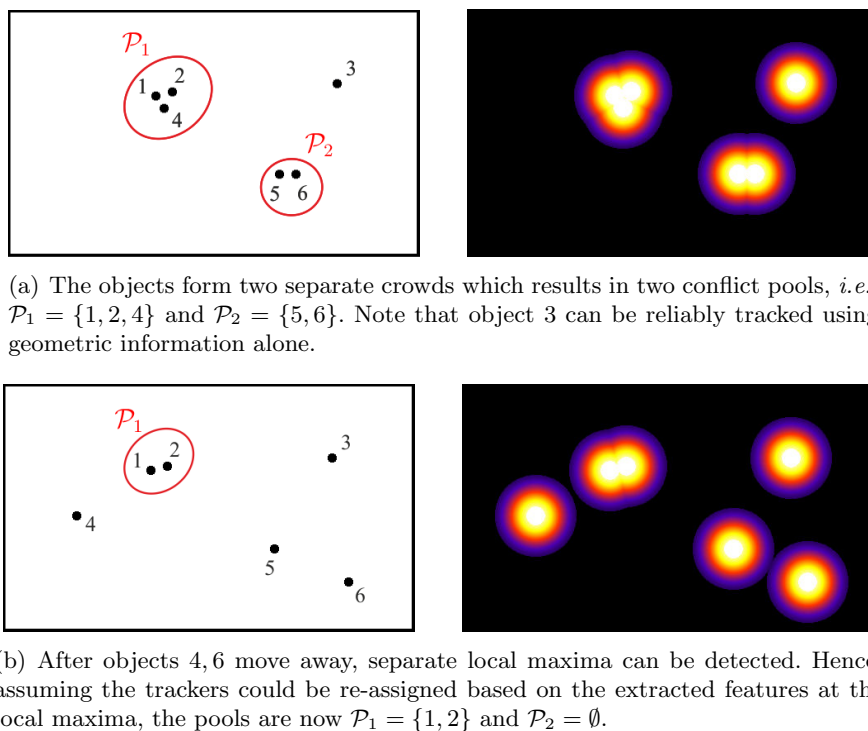 P₁
1 2 3
4
P₂
5 6
(a) The objects form two separate crowds which results in two conflict pools, i.e.
P₁ = {1, 2, 4} and P₂ = {5, 6}. Note that object 3 can be reliably tracked using
geometric information alone.
P₁
1 2 3
4
5
6
(b) After objects 4, 6 move away, separate local maxima can be detected. Hence
assuming the trackers could be re-assigned based on the extracted features at th
local maxima, the pools are now P₁ = {1, 2} and P₂ = ∅.